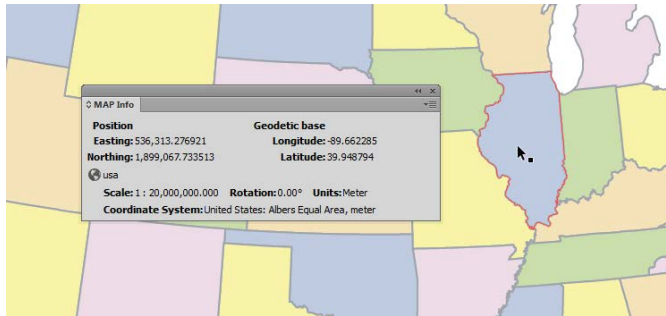 MAP Info
Position Geodetic base
Easting: 536,313.276921 Longitude: -89.662285
Northing: 1,899,067.733513 Latitude: 39.948794
usa
Scale: 1 : 20,000,000.000 Rotation: 0.00° Units: Meter
Coordinate System: United States: Albers Equal Area, meter